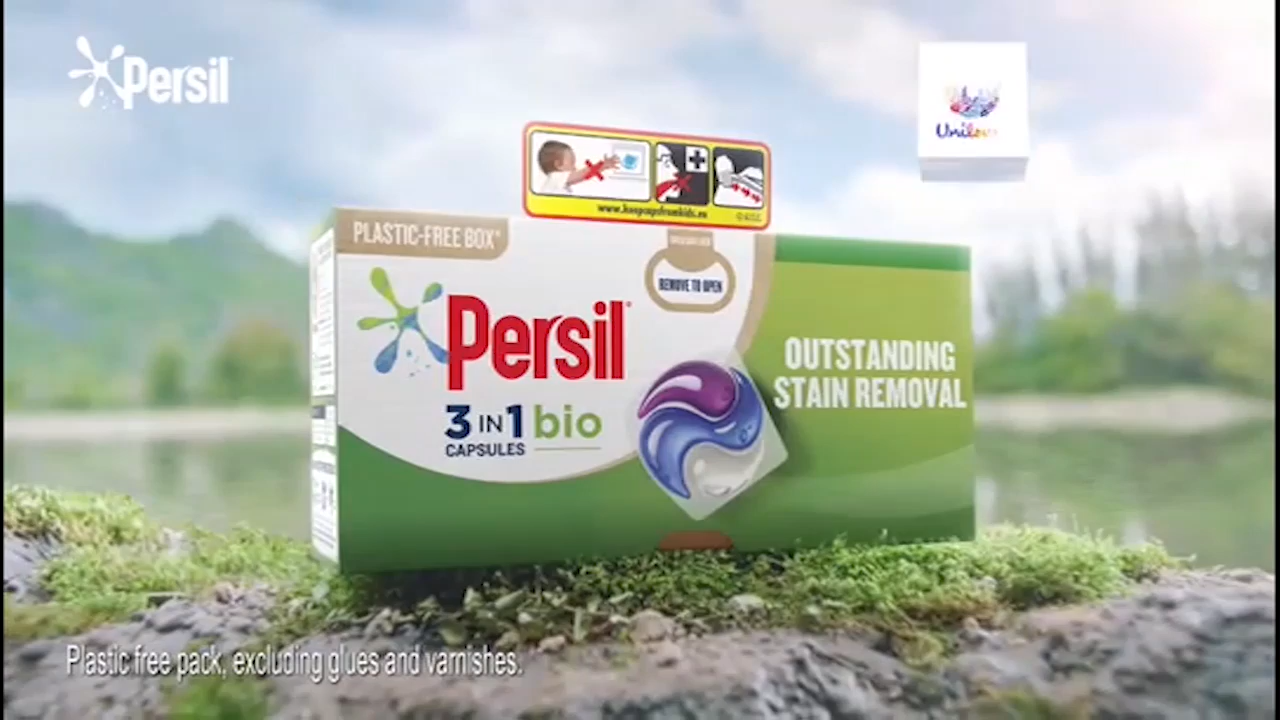 Persil
Unilever
www.keepcapsfromkids.eu
PLASTIC-FREE BOX*
REMOVE TO OPEN
Persil
3 IN 1 bio
CAPSULES
OUTSTANDING
STAIN REMOVAL
Plastic free pack, excluding glues and varnishes.